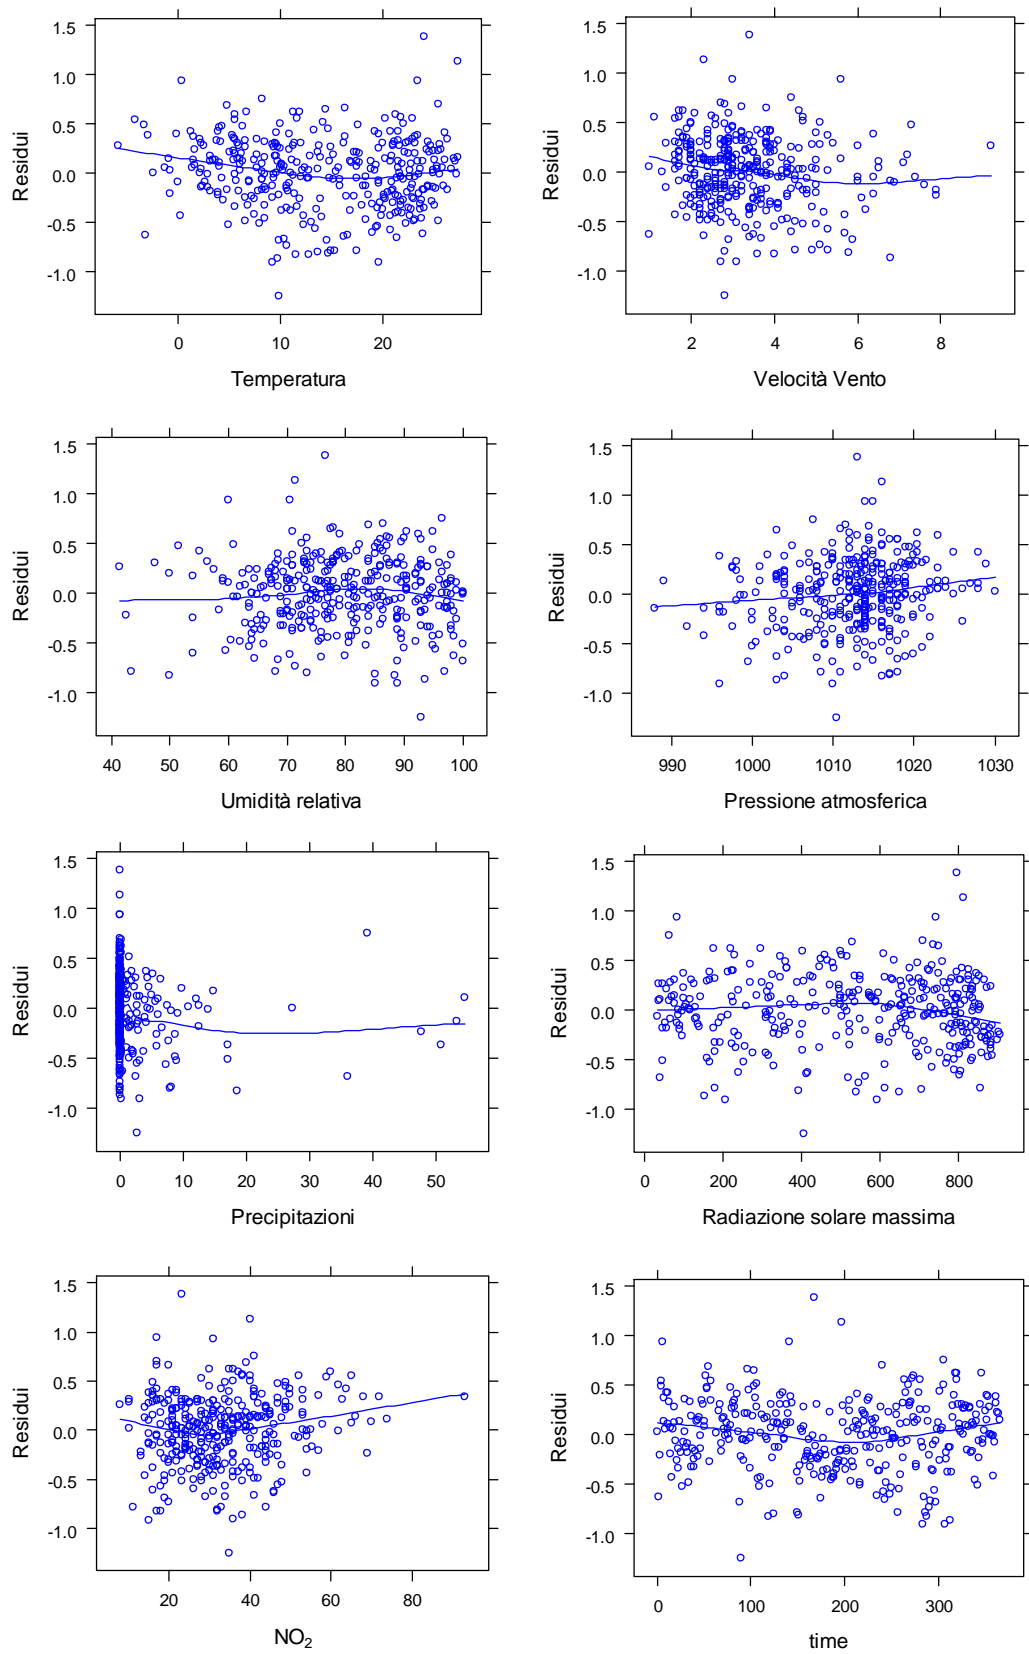 1.5
1.0
0.5
0.0
-0.5
-1.0
Residui
0 10 20
Temperatura
1.5
1.0
0.5
0.0
-0.5
-1.0
Residui
2 4 6 8
Velocità Vento
1.5
1.0
0.5
0.0
-0.5
-1.0
Residui
40 50 60 70 80 90 100
Umidità relativa
1.5
1.0
0.5
0.0
-0.5
-1.0
Residui
990 1000 1010 1020 1030
Pressione atmosferica
1.5
1.0
0.5
0.0
-0.5
-1.0
Residui
0 10 20 30 40 50
Precipitazioni
1.5
1.0
0.5
0.0
-0.5
-1.0
Residui
0 200 400 600 800
Radiazione solare massima
1.5
1.0
0.5
0.0
-0.5
-1.0
Residui
20 40 60 80
NO₂
1.5
1.0
0.5
0.0
-0.5
-1.0
Residui
0 100 200 300
time